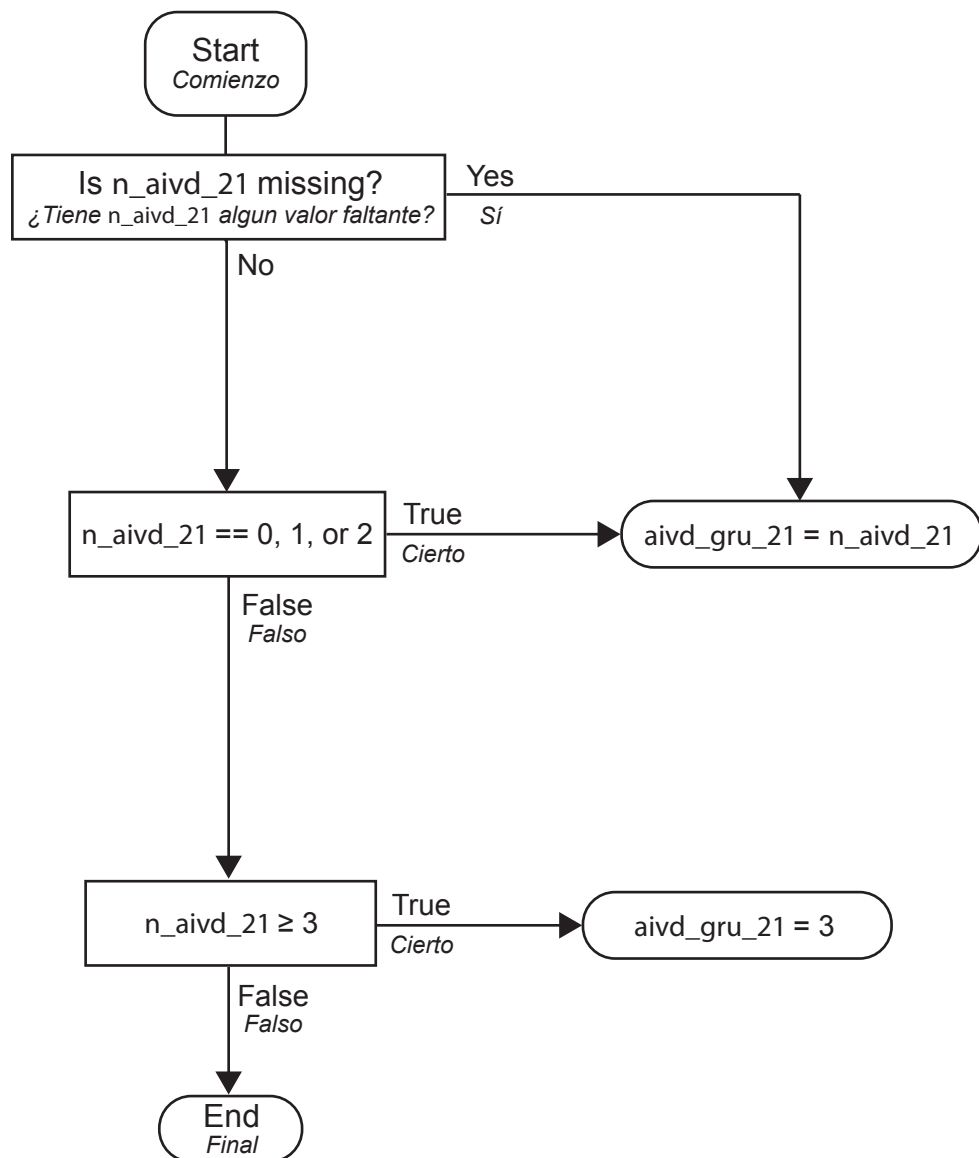 Start
Comienzo
Is n_aivd_21 missing?
¿Tiene n_aivd_21 algun valor faltante?
Yes
Sí
No
n_aivd_21 == 0, 1, or 2
True
Cierto
aivd_gru_21 = n_aivd_21
False
Falso
n_aivd_21 ≥ 3
True
Cierto
aivd_gru_21 = 3
False
Falso
End
Final